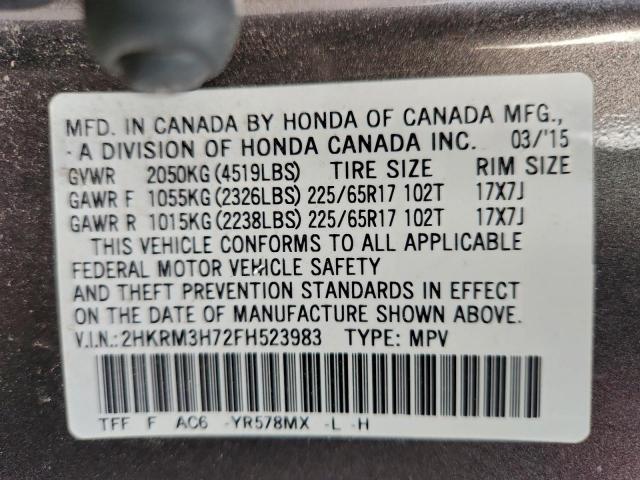 MFD. IN CANADA BY HONDA OF CANADA MFG.,
A DIVISION OF HONDA CANADA INC. 03/'15
GVWR 2050KG (4519LBS) TIRE SIZE RIM SIZE
GAWR F 1055KG (2326LBS) 225/65R17 102T 17X7J
GAWR R 1015KG (2238LBS) 225/65R17 102T 17X7J
THIS VEHICLE CONFORMS TO ALL APPLICABLE
FEDERAL MOTOR VEHICLE SAFETY
AND THEFT PREVENTION STANDARDS IN EFFECT
ON THE DATE OF MANUFACTURE SHOWN ABOVE.
V.I.N.: 2HKRM3H72FH523983 TYPE: MPV
TFF F AC6 -YR578MX -L -H